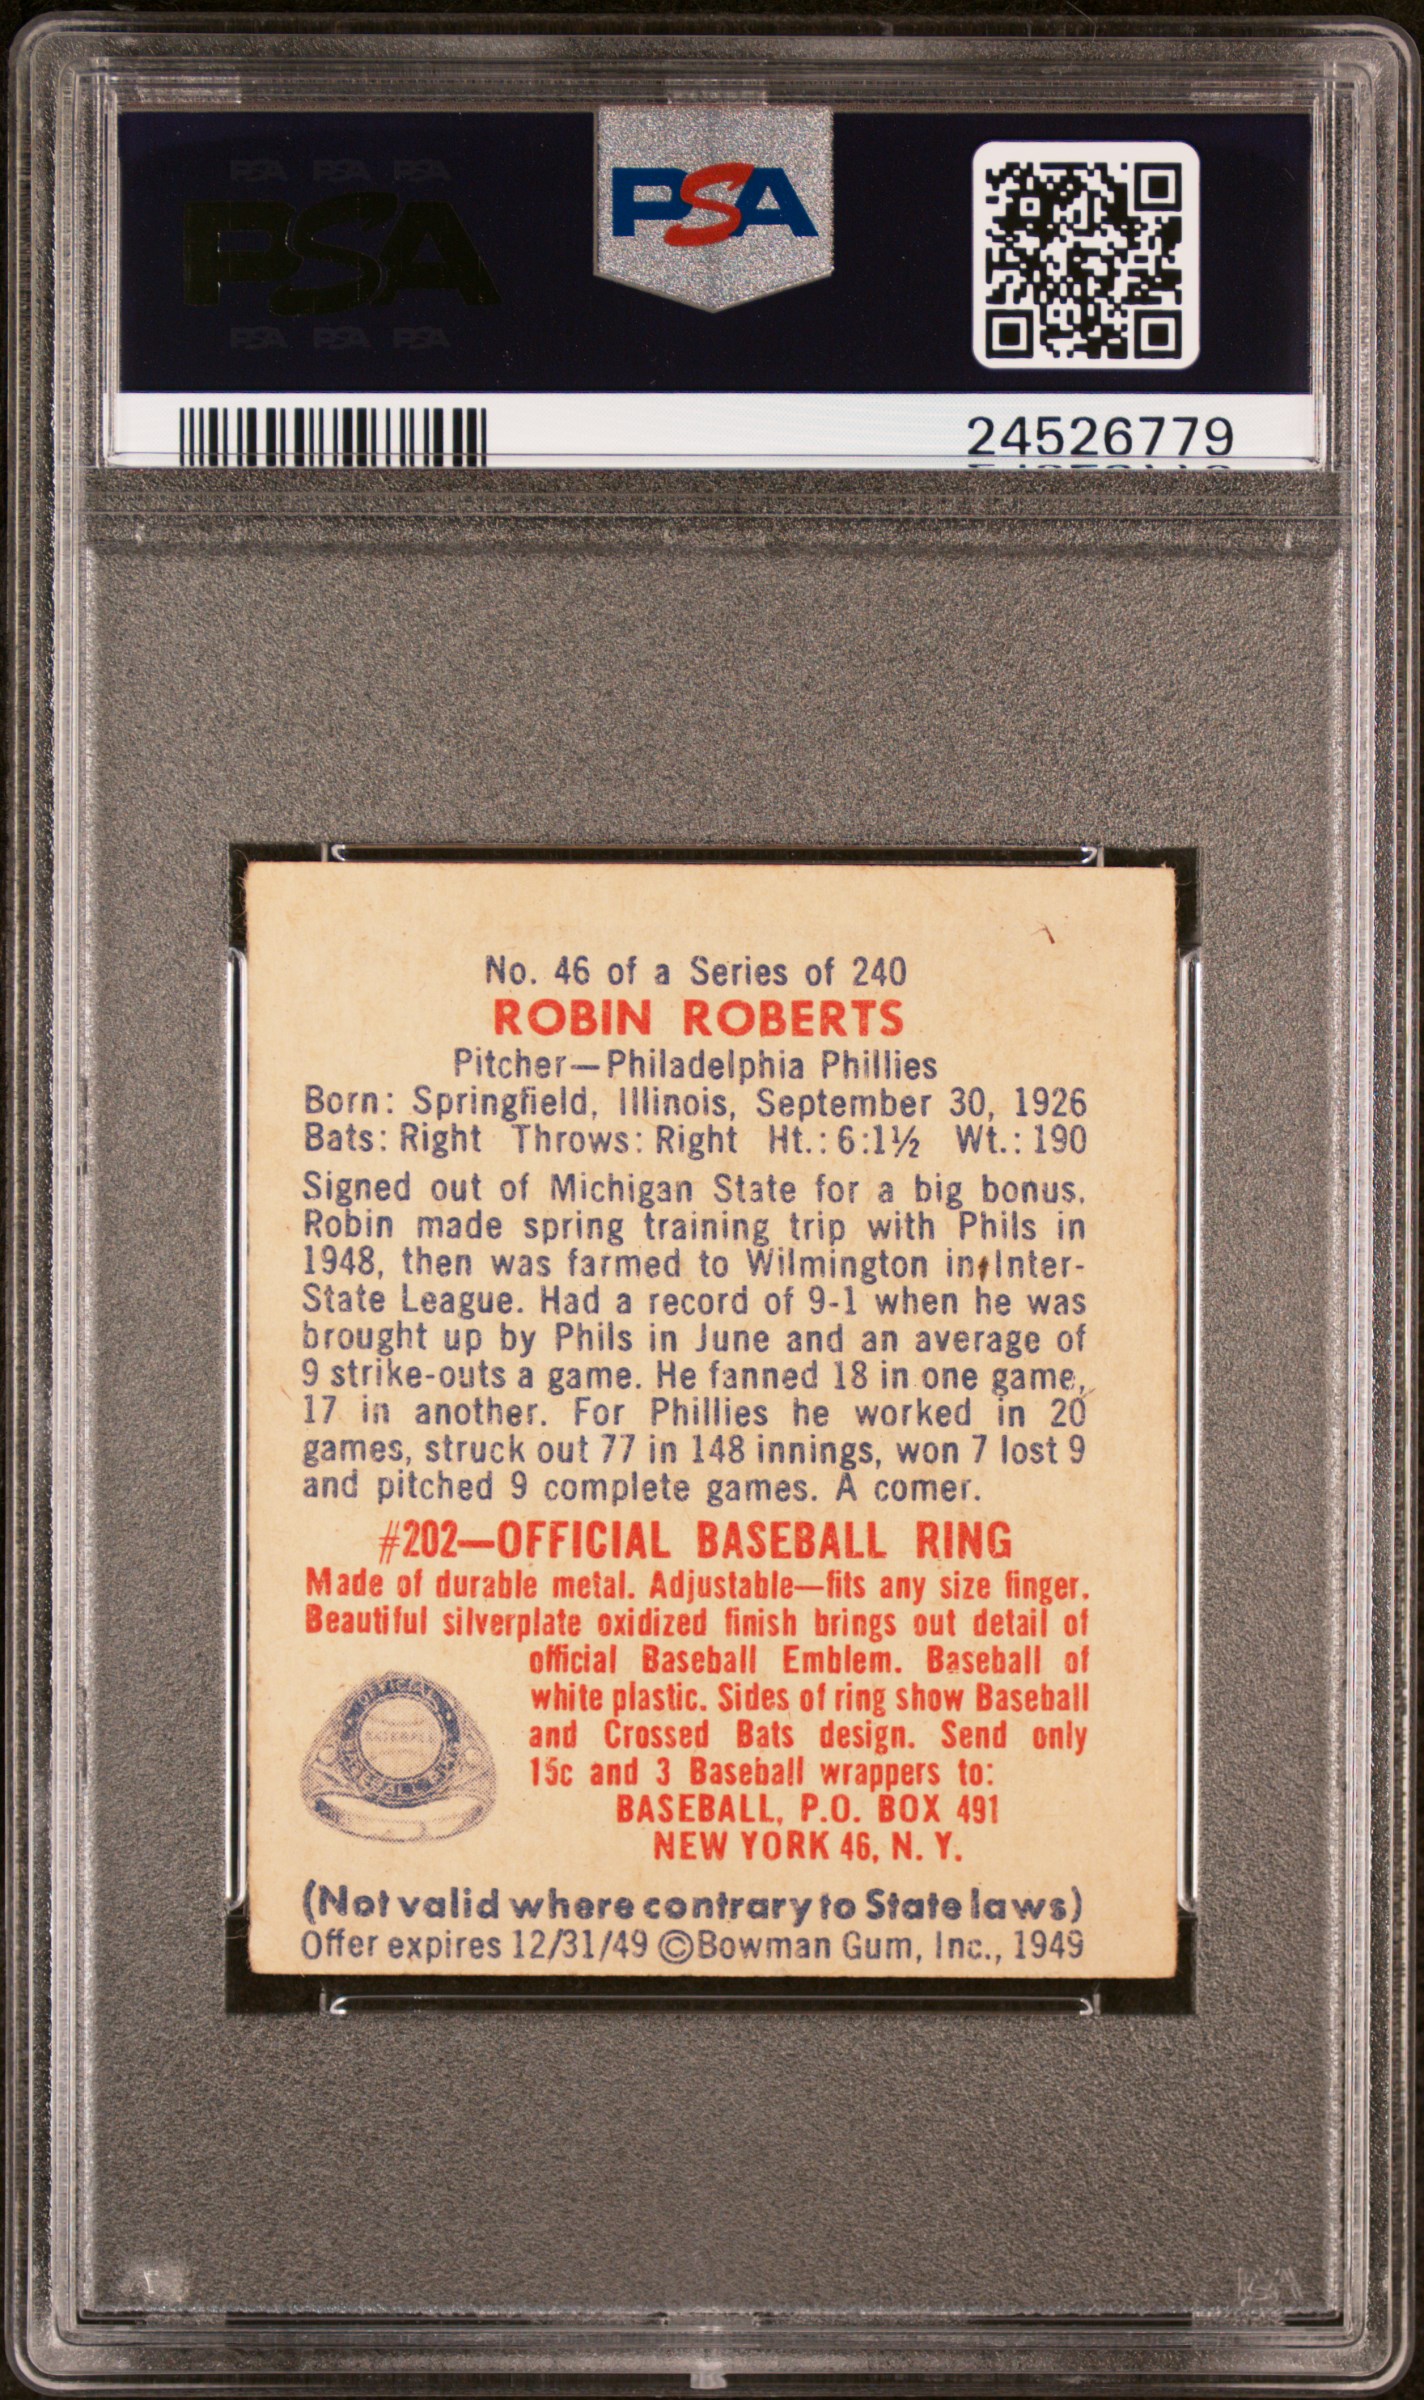 PSA PSA PSA
PSA
PSA PSA PSA
PSA
24526779
No. 46 of a Series of 240
ROBIN ROBERTS
Pitcher—Philadelphia Phillies
Born: Springfield, Illinois, September 30, 1926
Bats: Right Throws: Right Ht.: 6:1½ Wt.: 190
Signed out of Michigan State for a big bonus.
Robin made spring training trip with Phils in
1948, then was farmed to Wilmington in Inter-
State League. Had a record of 9-1 when he was
brought up by Phils in June and an average of
9 strike-outs a game. He fanned 18 in one game,
17 in another. For Phillies he worked in 20
games, struck out 77 in 148 innings, won 7 lost 9
and pitched 9 complete games. A comer.
#202—OFFICIAL BASEBALL RING
Made of durable metal. Adjustable—fits any size finger.
Beautiful silverplate oxidized finish brings out detail of
official Baseball Emblem. Baseball of
white plastic. Sides of ring show Baseball
and Crossed Bats design. Send only
15c and 3 Baseball wrappers to:
BASEBALL, P.O. BOX 491
NEW YORK 46, N. Y.
OFFICIAL
(Not valid where contrary to State laws)
Offer expires 12/31/49 ©Bowman Gum, Inc., 1949
PSA